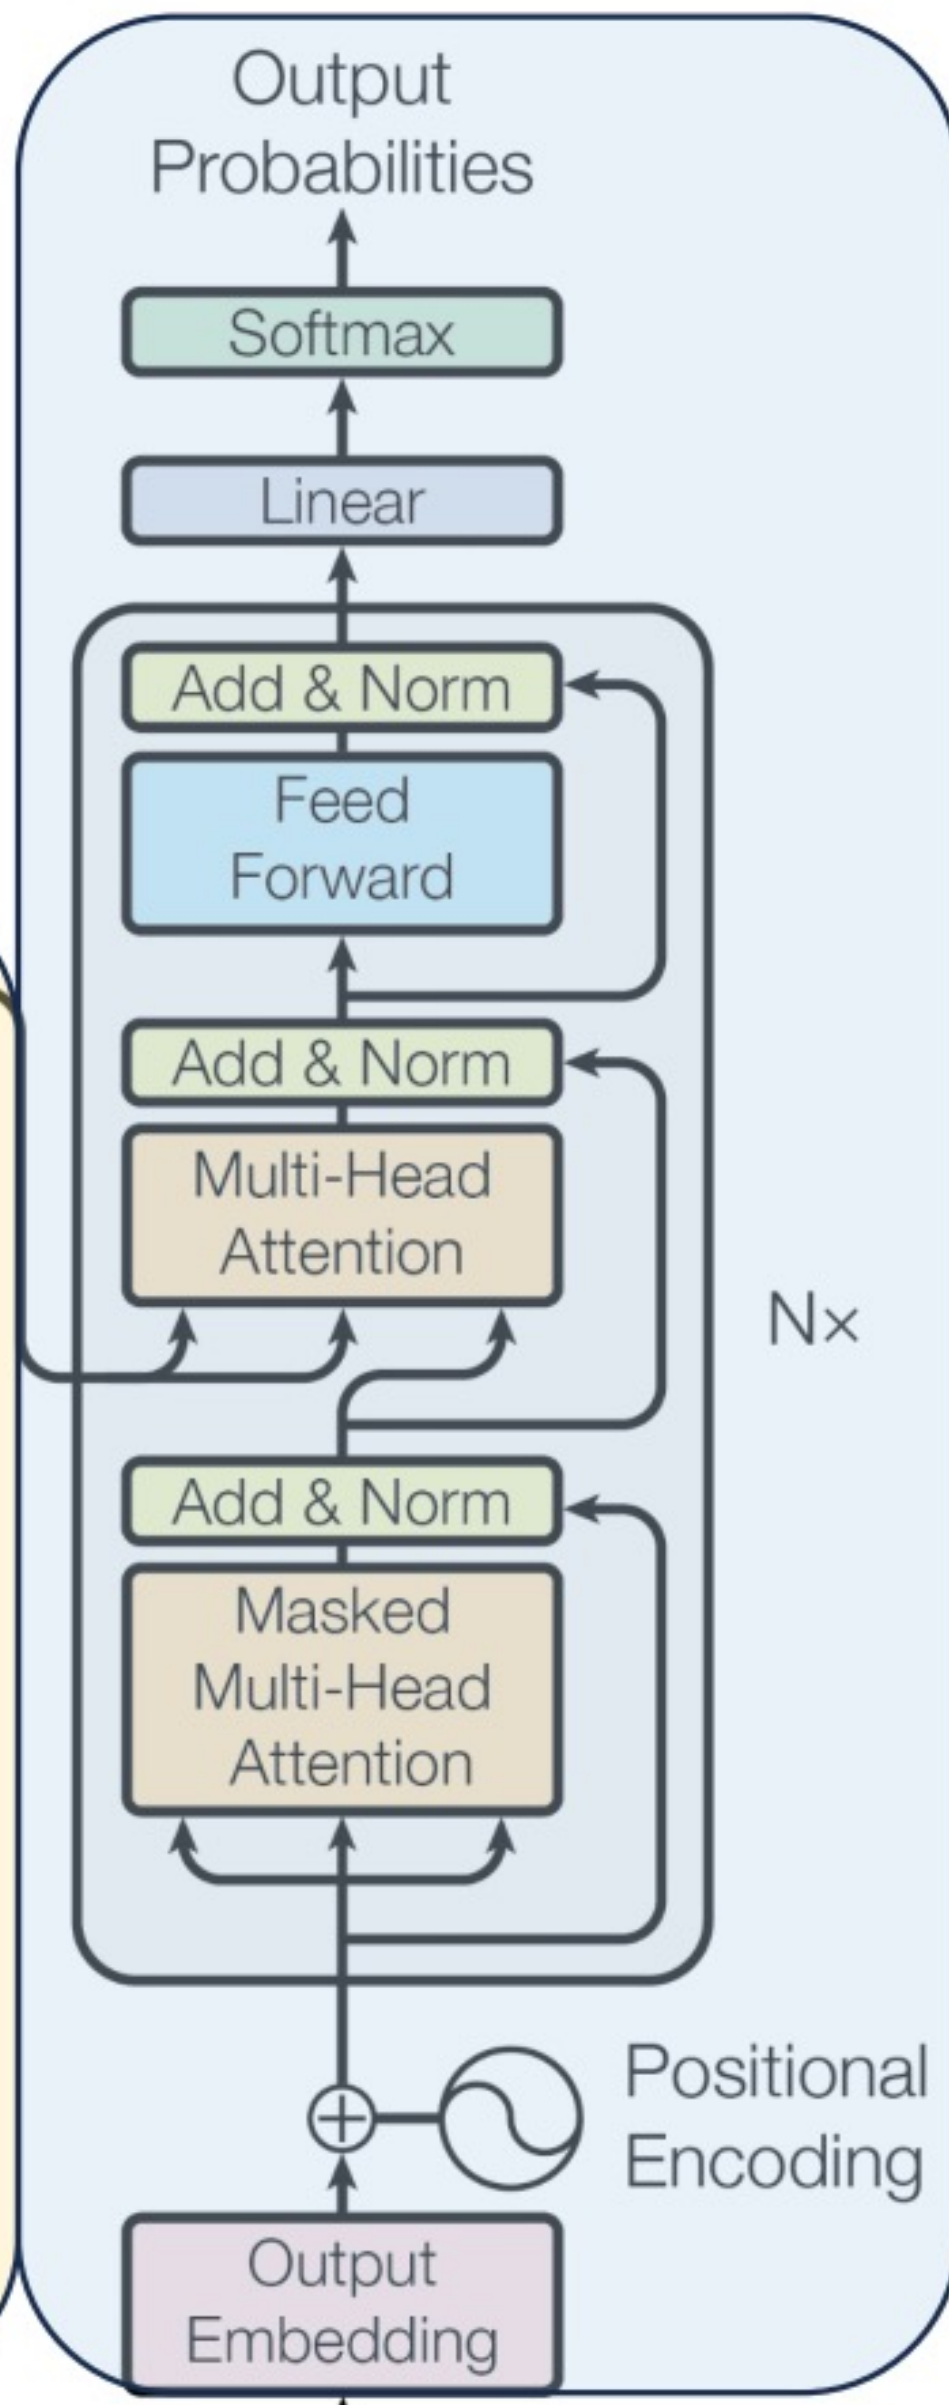 Output
Probabilities
Softmax
Linear
Add & Norm
Feed
Forward
Add & Norm
Multi-Head
Attention
N×
Add & Norm
Masked
Multi-Head
Attention
Positional
Encoding
Output
Embedding